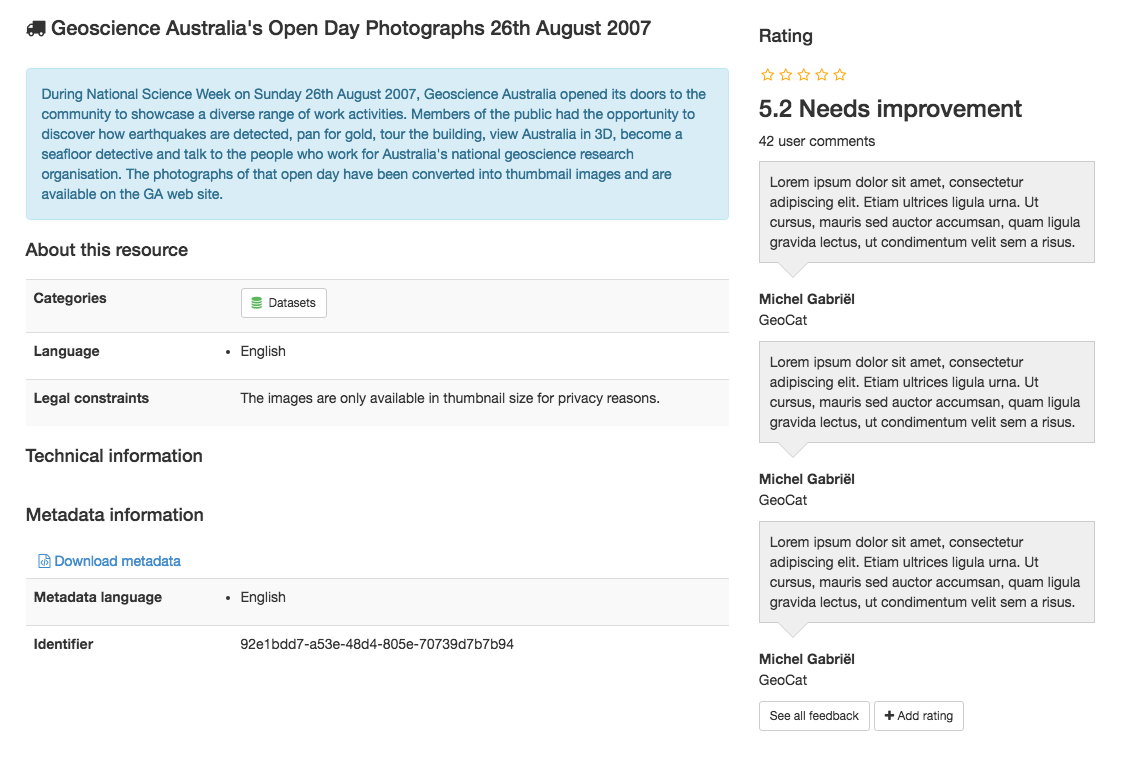 Geoscience Australia's Open Day Photographs 26th August 2007
During National Science Week on Sunday 26th August 2007, Geoscience Australia opened its doors to the
community to showcase a diverse range of work activities. Members of the public had the opportunity to
discover how earthquakes are detected, pan for gold, tour the building, view Australia in 3D, become a
seafloor detective and talk to the people who work for Australia's national geoscience research
organisation. The photographs of that open day have been converted into thumbmail images and are
available on the GA web site.
About this resource
Categories
Datasets
Language
• English
Legal constraints
The images are only available in thumbnail size for privacy reasons.
Technical information
Metadata information
Download metadata
Metadata language
• English
Identifier
92e1bdd7-a53e-48d4-805e-70739d7b7b94
Rating
5.2 Needs improvement
42 user comments
Lorem ipsum dolor sit amet, consectetur
adipiscing elit. Etiam ultrices ligula urna. Ut
cursus, mauris sed auctor accumsan, quam ligula
gravida lectus, ut condimentum velit sem a risus.
Michel Gabriël
GeoCat
Lorem ipsum dolor sit amet, consectetur
adipiscing elit. Etiam ultrices ligula urna. Ut
cursus, mauris sed auctor accumsan, quam ligula
gravida lectus, ut condimentum velit sem a risus.
Michel Gabriël
GeoCat
Lorem ipsum dolor sit amet, consectetur
adipiscing elit. Etiam ultrices ligula urna. Ut
cursus, mauris sed auctor accumsan, quam ligula
gravida lectus, ut condimentum velit sem a risus.
Michel Gabriël
GeoCat
See all feedback
+ Add rating